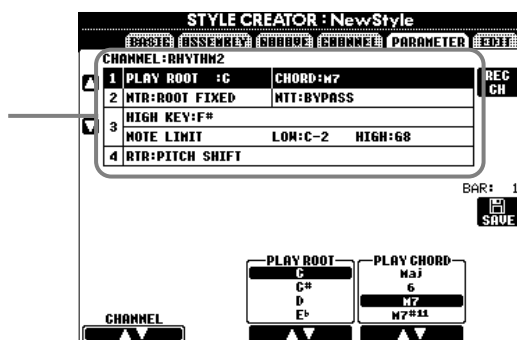 STYLE CREATOR : NewStyle
BASIC ASSEMBLY GROOVE CHANNEL PARAMETER EDIT
CHANNEL:RHYTHM2
1 PLAY ROOT :C CHORD:M7
REC CH
2 NTR:ROOT FIXED NTT:BYPASS
3 HIGH KEY:F#
NOTE LIMIT LOW:C-2 HIGH:G8
4 RTR:PITCH SHIFT
BAR: 1
SAVE
PLAY ROOT PLAY CHORD
C Maj
C# 6
D M7
E♭ M7#11
CHANNEL